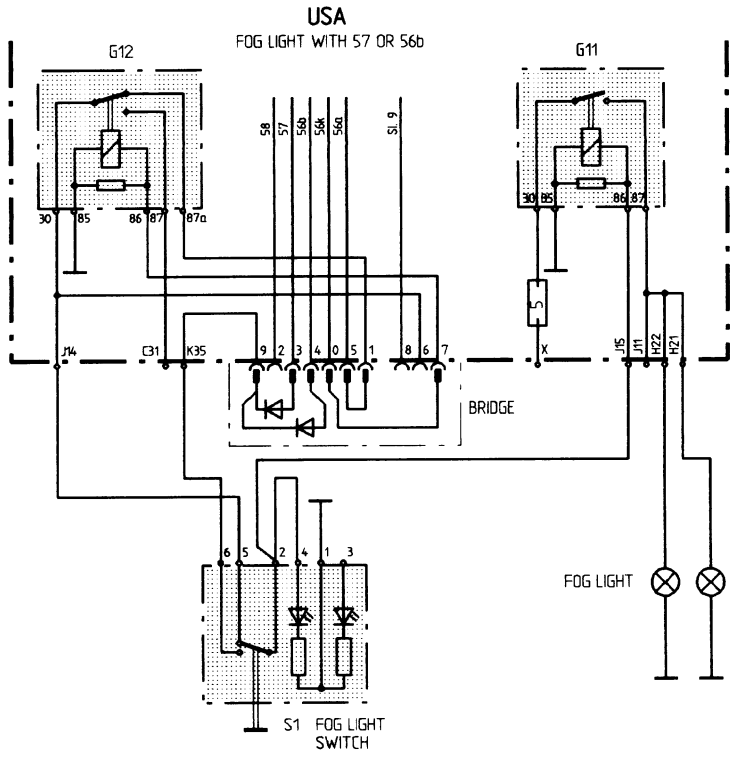 USA
FOG LIGHT WITH 57 OR 56b
G12
G11
58
57
56b
56k
56a
SI. 9
30
85
86
87
87a
30
85
86
87
5
J14
C31
K35
9
2
3
4
0
5
1
8
6
7
X
J15
J11
H22
H21
BRIDGE
6
5
2
4
1
3
FOG LIGHT
S1 FOG LIGHT
SWITCH